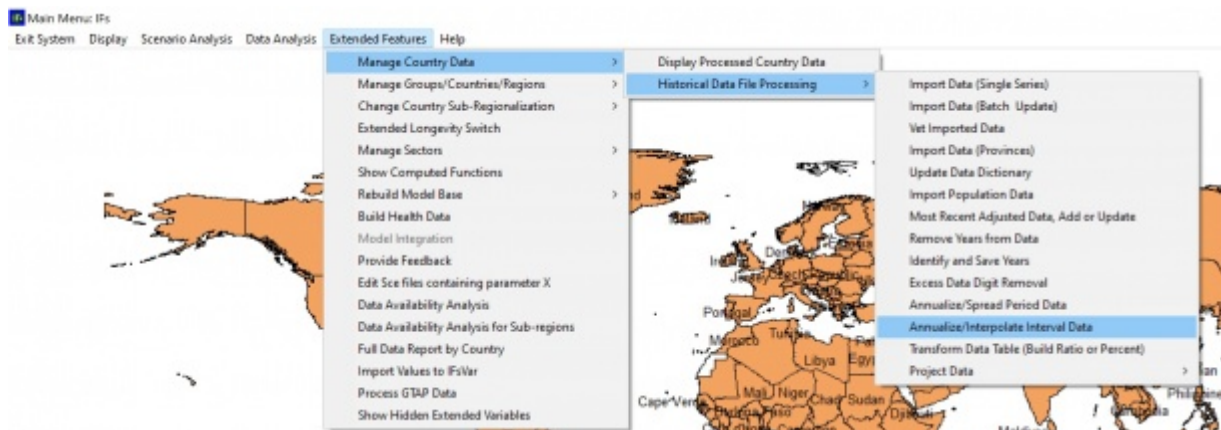 Main Menu: IFs
Exit System Display Scenario Analysis Data Analysis Extended Features Help
Manage Country Data
Manage Groups/Countries/Regions
Change Country Sub-Regionalization
Extended Longevity Switch
Manage Sectors
Show Computed Functions
Rebuild Model Base
Build Health Data
Model Integration
Provide Feedback
Edit Sce files containing parameter X
Data Availability Analysis
Data Availability Analysis for Sub-regions
Full Data Report by Country
Import Values to IFsVar
Process GTAP Data
Show Hidden Extended Variables
Display Processed Country Data
Historical Data File Processing
Import Data (Single Series)
Import Data (Batch Update)
Vet Imported Data
Import Data (Provinces)
Update Data Dictionary
Import Population Data
Most Recent Adjusted Data, Add or Update
Remove Years from Data
Identify and Save Years
Excess Data Digit Removal
Annualize/Spread Period Data
Annualize/Interpolate Interval Data
Transform Data Table (Build Ratio or Percent)
Project Data
Portugal
Morocco
Libya
Cape Verde
Mali Niger Chad Sudan